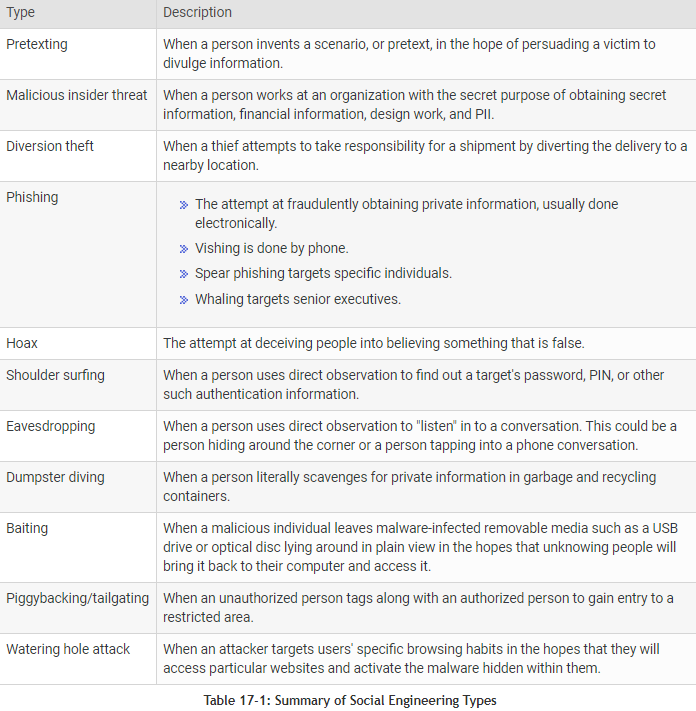 Type Description
Pretexting When a person invents a scenario, or pretext, in the hope of persuading a victim to
divulge information.
Malicious insider threat When a person works at an organization with the secret purpose of obtaining secret
information, financial information, design work, and PII.
Diversion theft When a thief attempts to take responsibility for a shipment by diverting the delivery to a
nearby location.
Phishing The attempt at fraudulently obtaining private information, usually done
electronically.
Vishing is done by phone.
Spear phishing targets specific individuals.
Whaling targets senior executives.
Hoax The attempt at deceiving people into believing something that is false.
Shoulder surfing When a person uses direct observation to find out a target's password, PIN, or other
such authentication information.
Eavesdropping When a person uses direct observation to "listen" in to a conversation. This could be a
person hiding around the corner or a person tapping into a phone conversation.
Dumpster diving When a person literally scavenges for private information in garbage and recycling
containers.
Baiting When a malicious individual leaves malware-infected removable media such as a USB
drive or optical disc lying around in plain view in the hopes that unknowing people will
bring it back to their computer and access it.
Piggybacking/tailgating When an unauthorized person tags along with an authorized person to gain entry to a
restricted area.
Watering hole attack When an attacker targets users' specific browsing habits in the hopes that they will
access particular websites and activate the malware hidden within them.
Table 17-1: Summary of Social Engineering Types